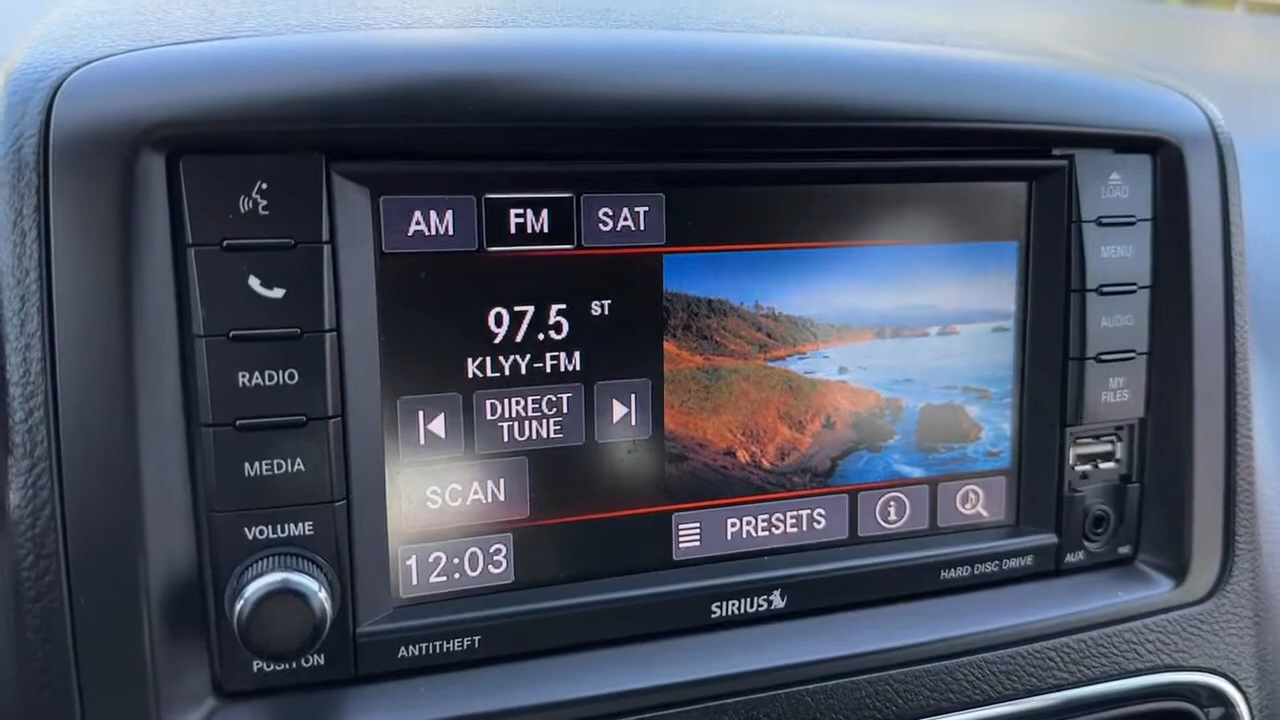 AM
FM
SAT
97.5
ST
KLYY-FM
DIRECT
TUNE
SCAN
12:03
PRESETS
RADIO
MEDIA
VOLUME
PUSH ON
ANTITHEFT
SIRIUS
HARD DISC DRIVE
LOAD
MENU
AUDIO
MY
FILES
AUX